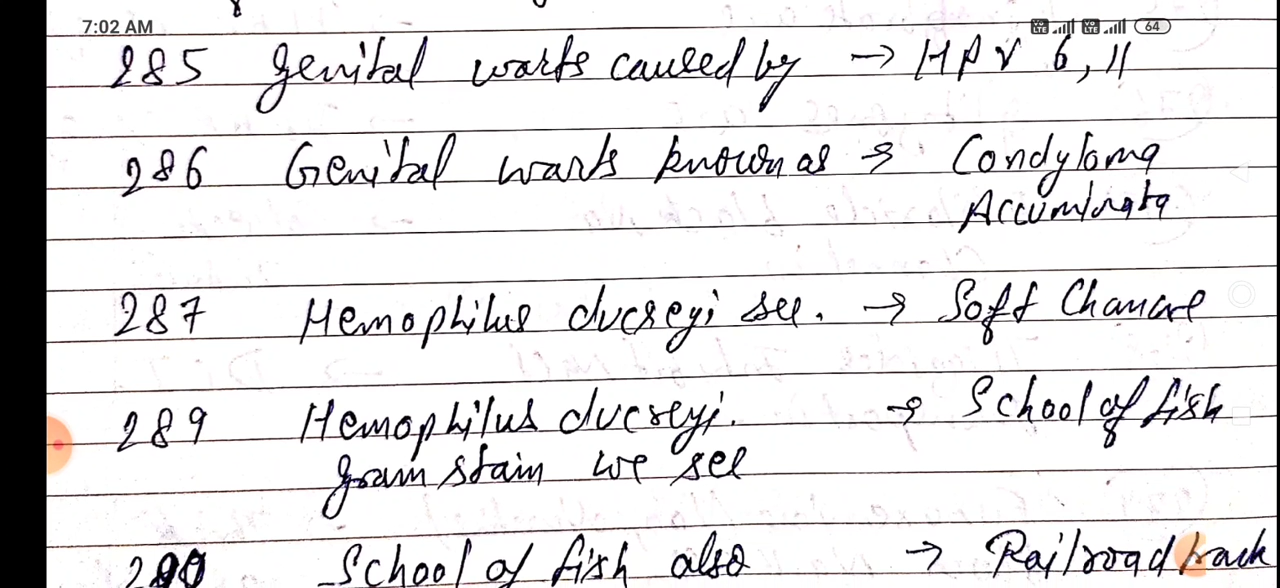 7:02 AM 64
285 Genital warts caused by → HPV 6, 11
286 Genital warts known as → Condyloma
Accuminata
287 Hemophilus ducreyi see. → Soft Chancre
289 Hemophilus ducreyi. → School of fish
gram stain we see
290 School of fish also → Railroad track